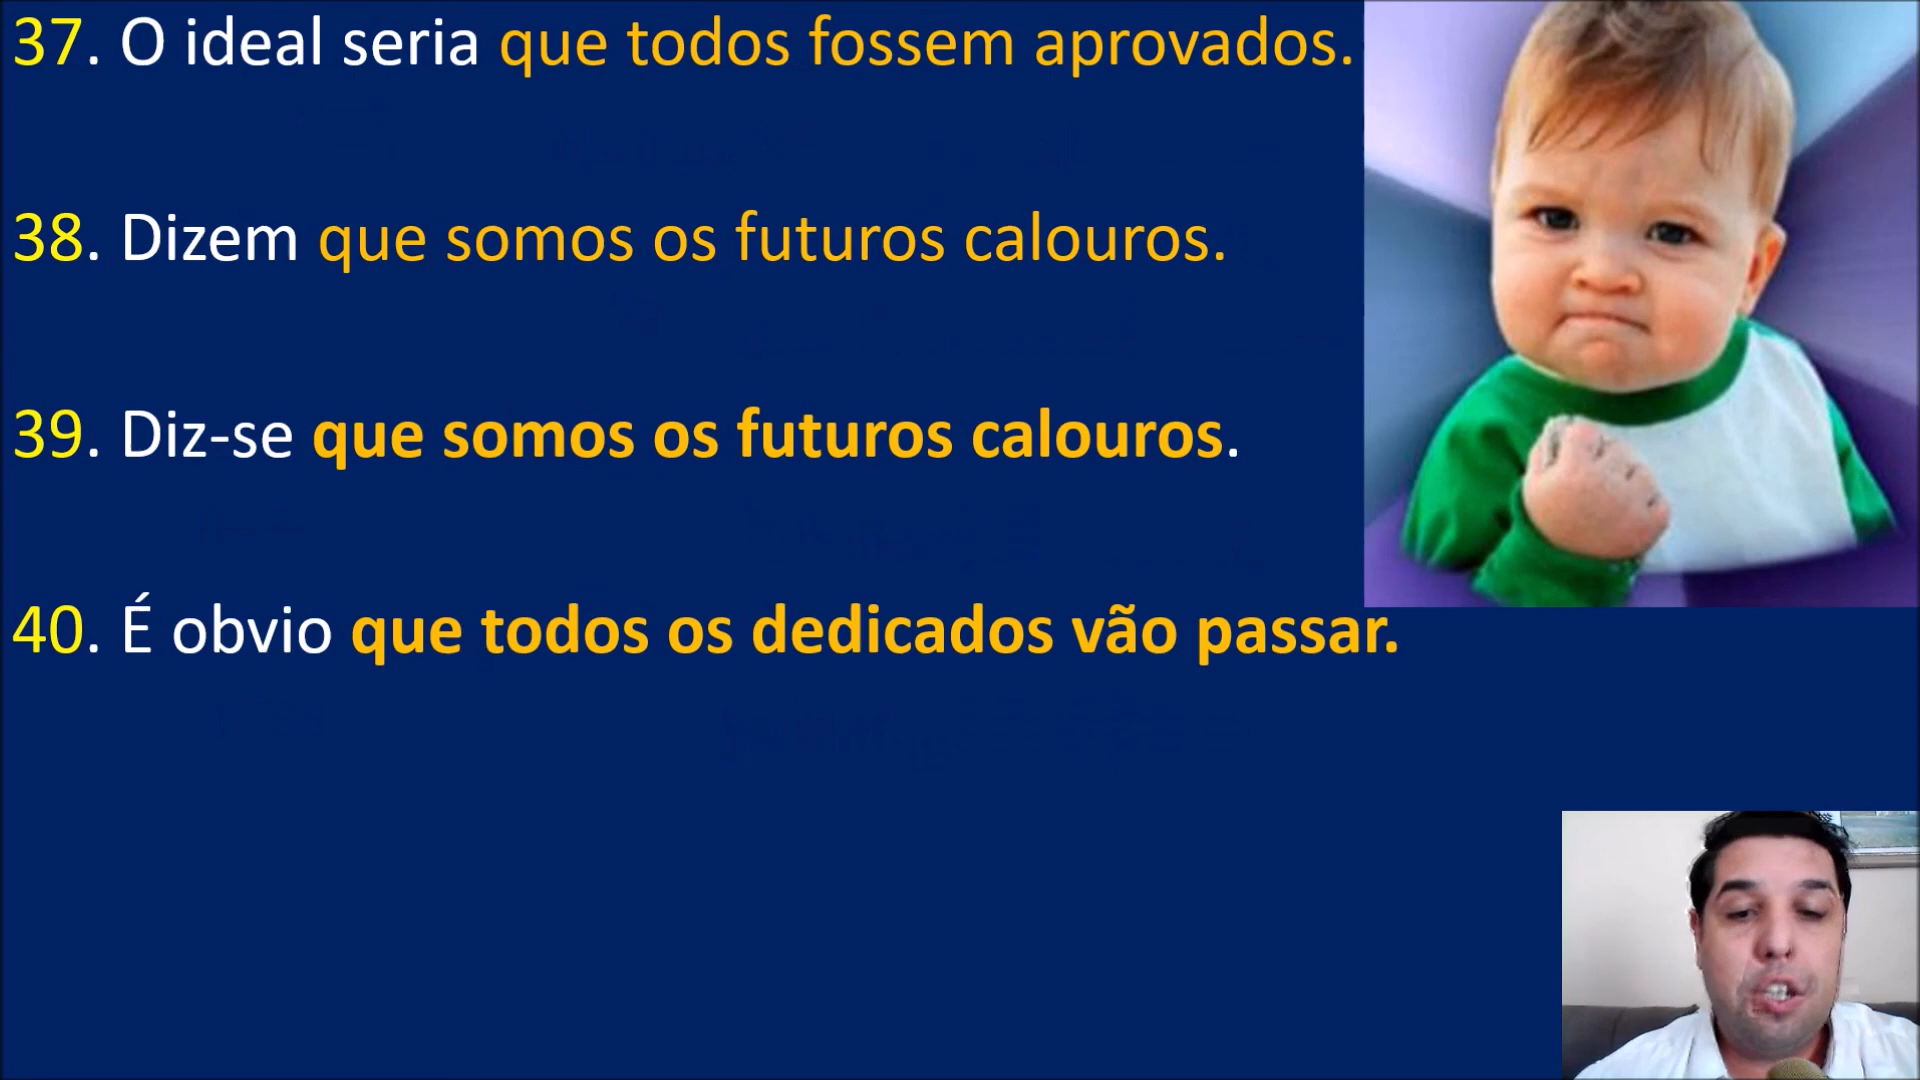 37. O ideal seria que todos fossem aprovados.
38. Dizem que somos os futuros calouros.
39. Diz-se que somos os futuros calouros.
40. É obvio que todos os dedicados vão passar.